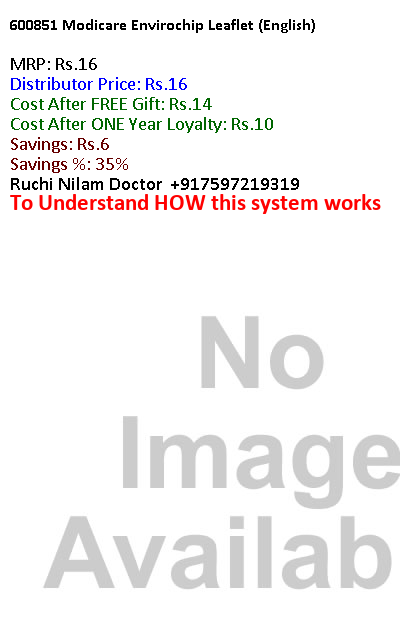 600851 Modicare Envirochip Leaflet (English)
MRP: Rs.16
Distributor Price: Rs.16
Cost After FREE Gift: Rs.14
Cost After ONE Year Loyalty: Rs.10
Savings: Rs.6
Savings %: 35%
Ruchi Nilam Doctor +917597219319
To Understand HOW this system works
No
Image
Availab